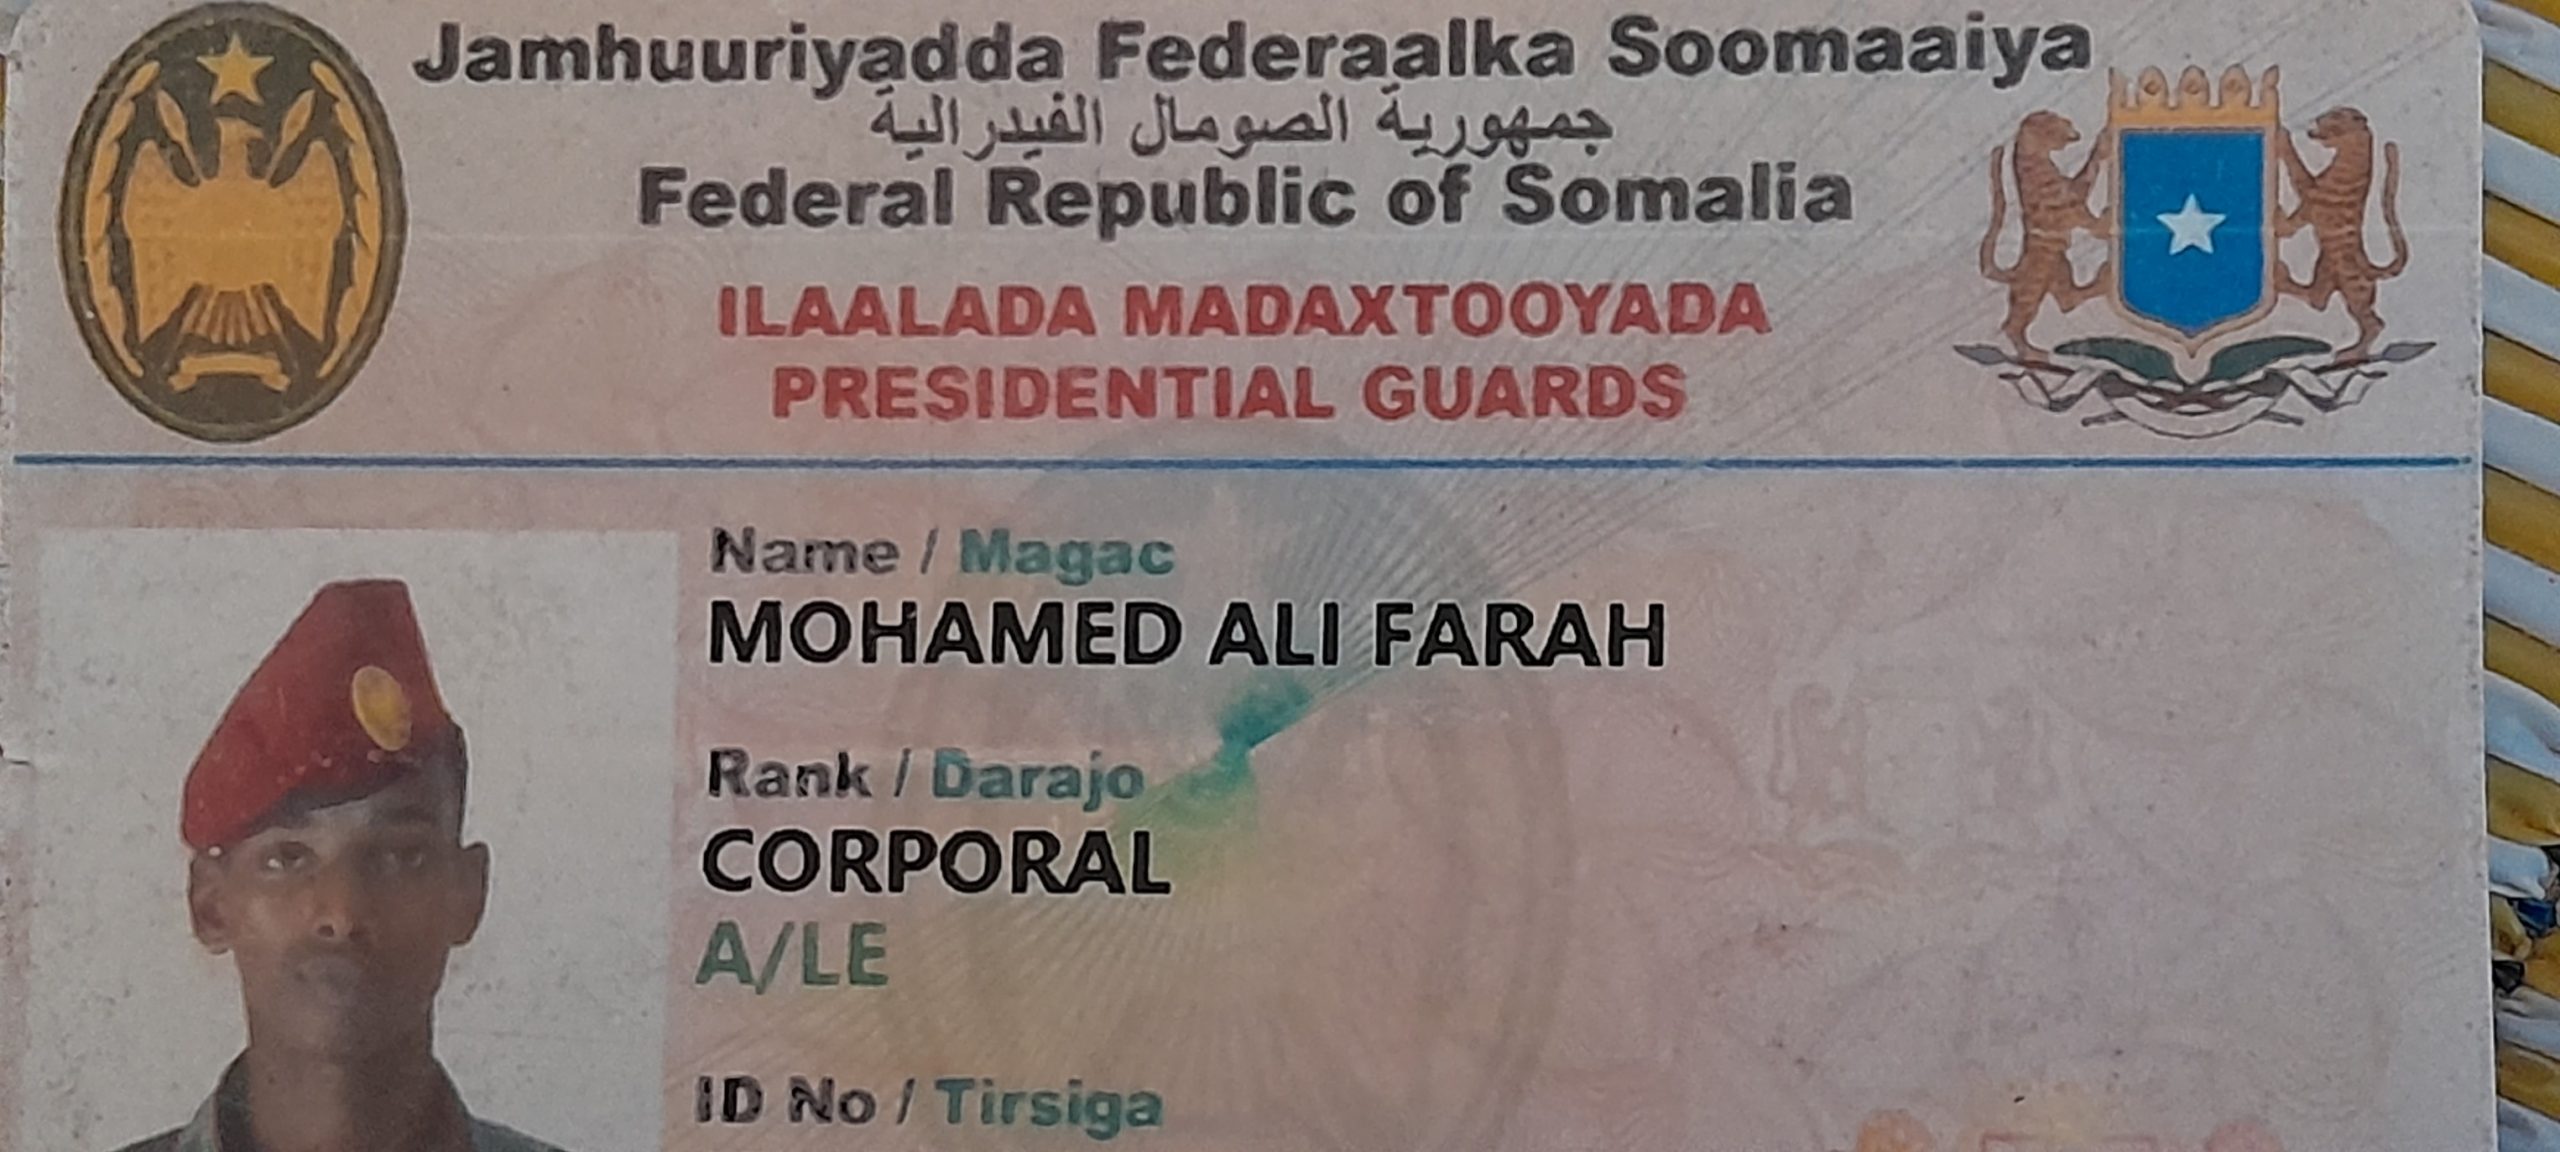 Jamhuuriyadda Federaalka Soomaaiya
جمهورية الصومال الفيدرالية
Federal Republic of Somalia
ILAALADA MADAXTOOYADA
PRESIDENTIAL GUARDS
Name / Magac
MOHAMED ALI FARAH
Rank / Darajo
CORPORAL
A/LE
ID No / Tirsiga